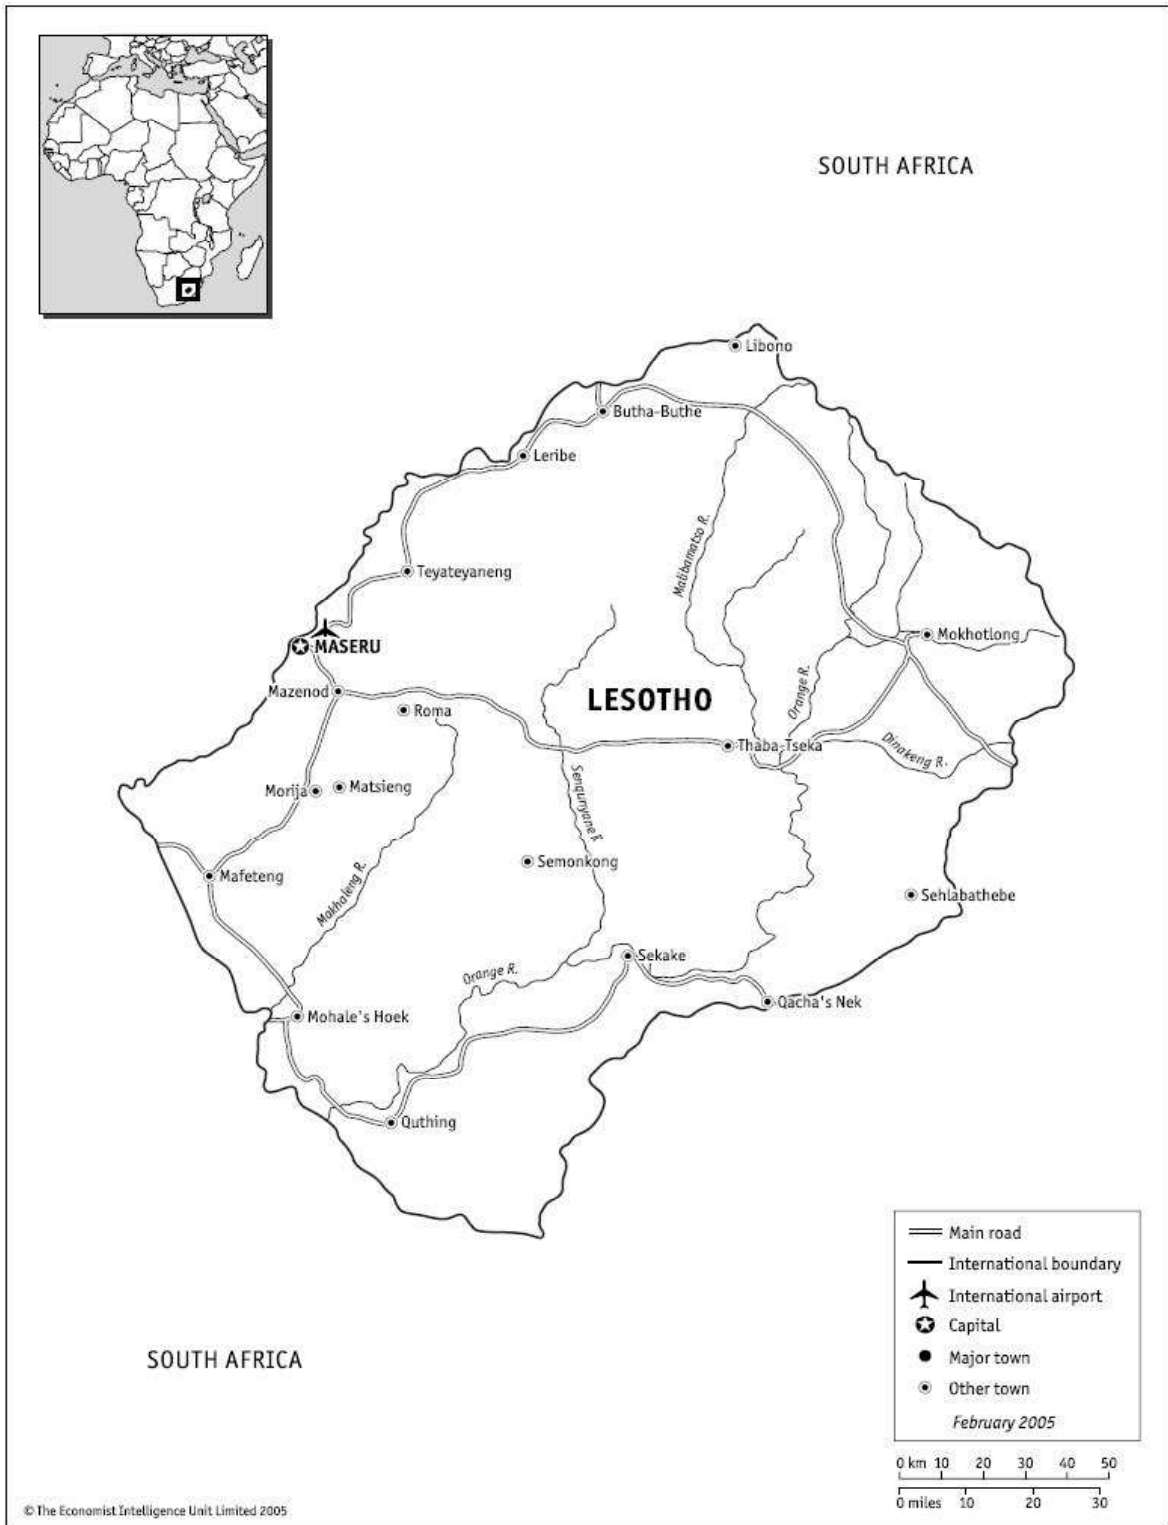 SOUTH AFRICA
Libono
Butha-Buthe
Leribe
Malibamatso R.
Teyateyaneng
MASERU
Mokhotlong
Mazenod
Roma
LESOTHO
Orange R.
Thaba-Tseka
Dinakeng R.
Morija
Matsieng
Senqunyane R
Semonkong
Mafeteng
Makhaleng R.
Sehlabathebe
Sekake
Orange R.
Qacha's Nek
Mohale's Hoek
Quthing
Main road
International boundary
International airport
Capital
Major town
Other town
February 2005
SOUTH AFRICA
0 km 10 20 30 40 50
0 miles 10 20 30
© The Economist Intelligence Unit Limited 2005